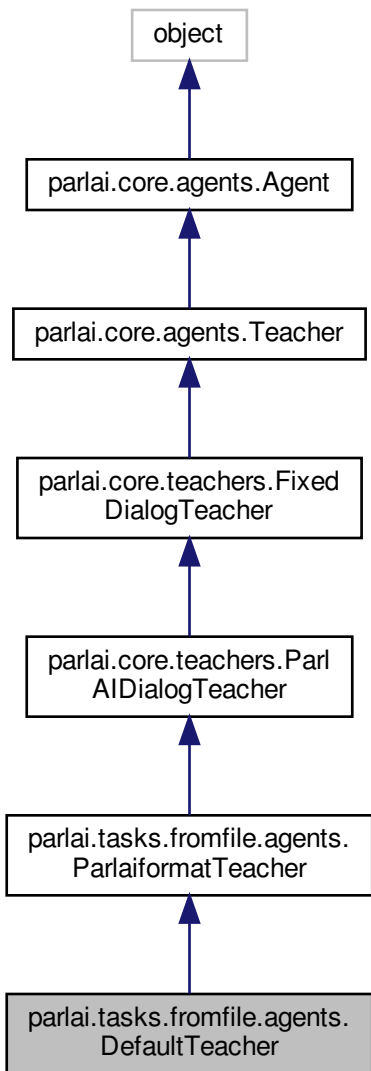 object
parlai.core.agents.Agent
parlai.core.agents.Teacher
parlai.core.teachers.Fixed
DialogTeacher
parlai.core.teachers.Parl
AIDialogTeacher
parlai.tasks.fromfile.agents.
ParlaiformatTeacher
parlai.tasks.fromfile.agents.
DefaultTeacher